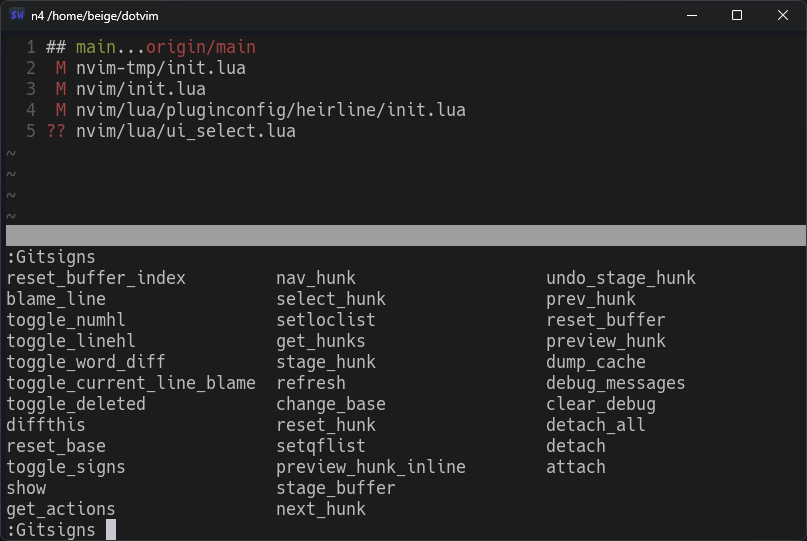 SW n4 /home/beige/dotvim
1 ## main...origin/main
2  M nvim-tmp/init.lua
3  M nvim/init.lua
4  M nvim/lua/pluginconfig/heirline/init.lua
5 ?? nvim/lua/ui_select.lua
~
~
~
~
:Gitsigns
reset_buffer_index nav_hunk undo_stage_hunk
blame_line select_hunk prev_hunk
toggle_numhl setloclist reset_buffer
toggle_linehl get_hunks preview_hunk
toggle_word_diff stage_hunk dump_cache
toggle_current_line_blame refresh debug_messages
toggle_deleted change_base clear_debug
diffthis reset_hunk detach_all
reset_base setqflist detach
toggle_signs preview_hunk_inline attach
show stage_buffer
get_actions next_hunk
:Gitsigns